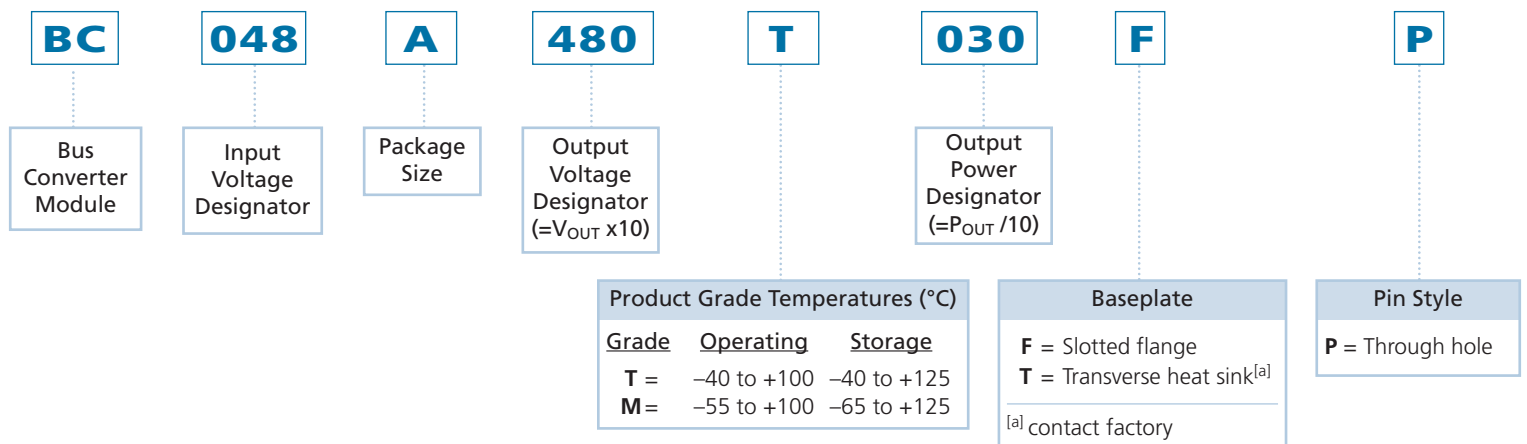 BC 048 A 480 T 030 F P
Bus
Converter
Module
Input
Voltage
Designator
Package
Size
Output
Voltage
Designator
(=VOUT x10)
Output
Power
Designator
(=POUT /10)
Product Grade Temperatures (°C)
Grade Operating Storage
T = –40 to +100 –40 to +125
M = –55 to +100 –65 to +125
Baseplate
F = Slotted flange
T = Transverse heat sink[a]
[a] contact factory
Pin Style
P = Through hole